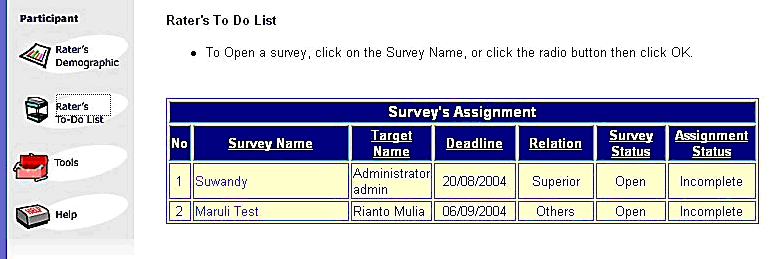 Participant
Rater's
Demographic
Rater's
To-Do List
Tools
Help
Rater's To Do List
• To Open a survey, click on the Survey Name, or click the radio button then click OK.
Survey's Assignment
No Survey Name Target Name Deadline Relation Survey Status Assignment Status
1 Suwandy Administrator admin 20/08/2004 Superior Open Incomplete
2 Maruli Test Rianto Mulia 06/09/2004 Others Open Incomplete